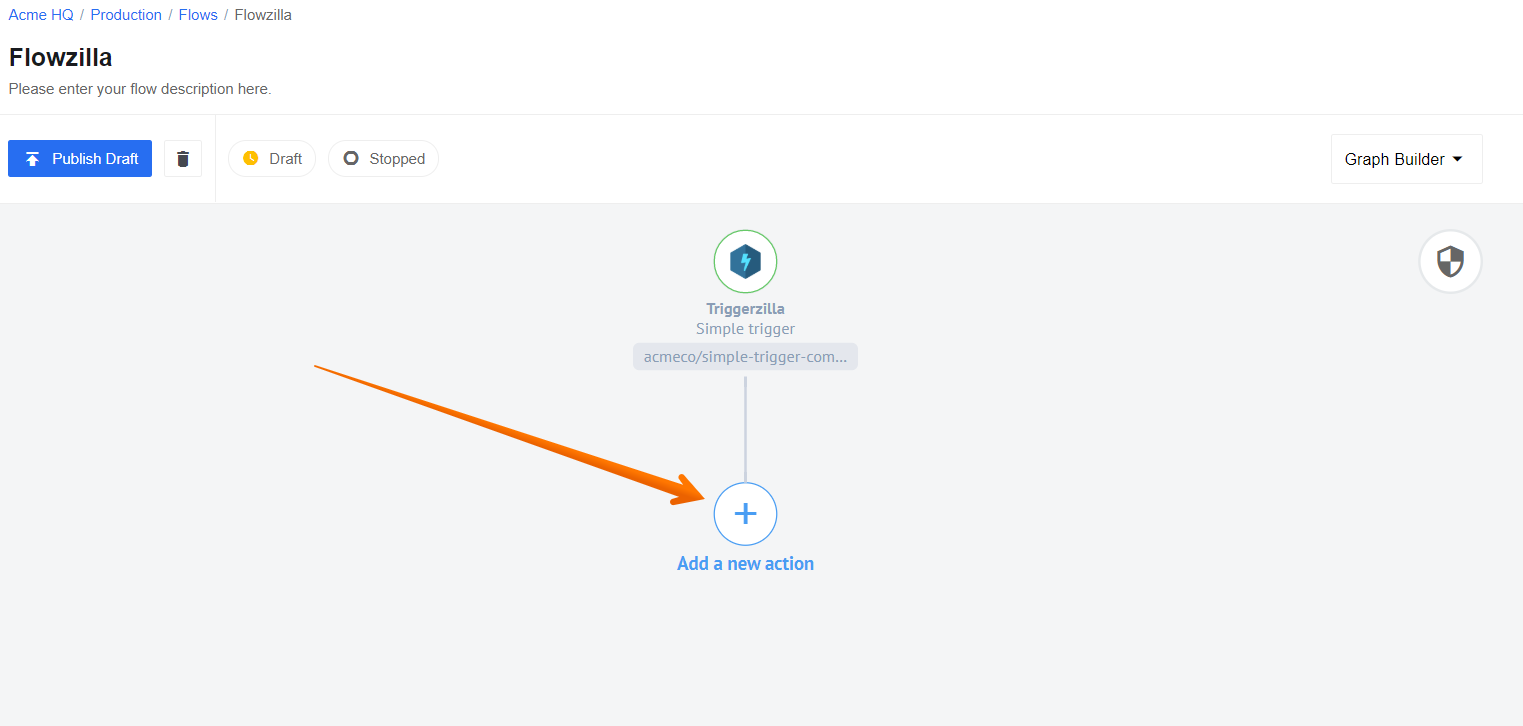 Acme HQ / Production / Flows / Flowzilla
Flowzilla
Please enter your flow description here.
Publish Draft
Draft
Stopped
Graph Builder
Triggerzilla
Simple trigger
acmeco/simple-trigger-com...
Add a new action